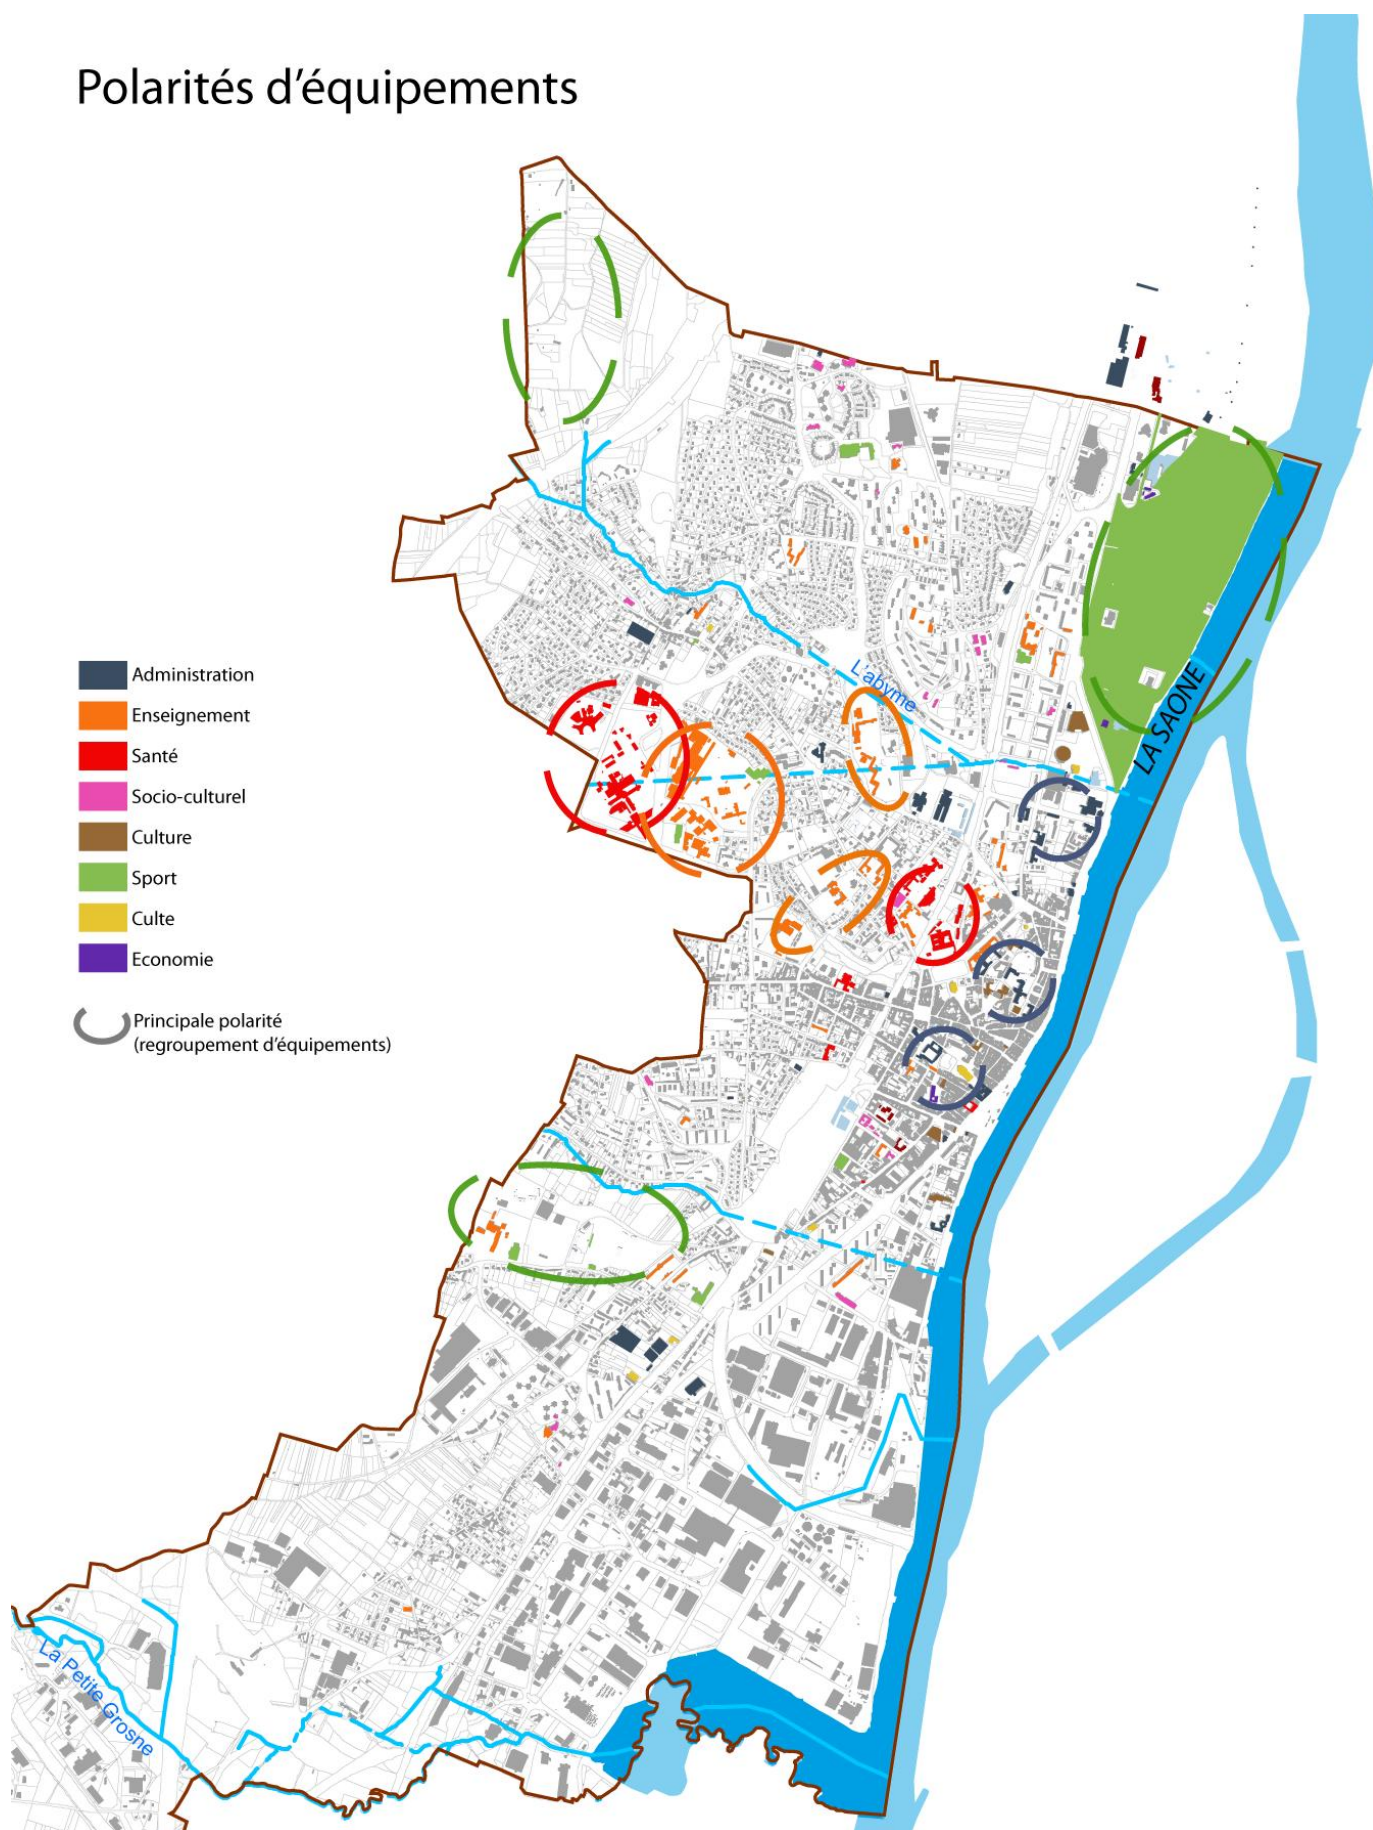 Polarités d'équipements
L'abyme
LA SAONE
Administration
Enseignement
Santé
Socio-culturel
Culture
Sport
Culte
Economie
Principale polarité
(regroupement d'équipements)
La Petite Grosne